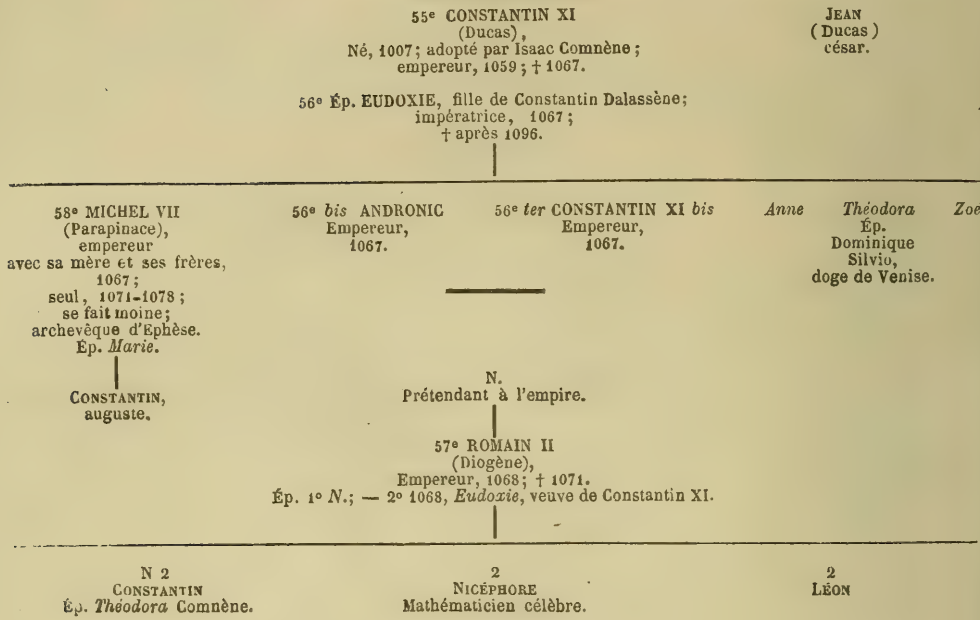 55e CONSTANTIN XI
(Ducas),
Né, 1007; adopté par Isaac Comnène;
empereur, 1059; † 1067.
JEAN
(Ducas)
césar.
56e Ép. EUDOXIE, fille de Constantin Dalassène;
impératrice, 1067;
† après 1096.
58e MICHEL VII
(Parapinace),
empereur
avec sa mère et ses frères,
1067;
seul, 1071-1078;
se fait moine;
archevêque d'Ephèse.
Ép. Marie.
CONSTANTIN,
auguste.
56e bis ANDRONIC
Empereur,
1067.
56e ter CONSTANTIN XI bis
Empereur,
1067.
Anne
Théodora
Ép.
Dominique
Silvio,
doge de Venise.
Zoe
N.
Prétendant à l'empire.
57e ROMAIN II
(Diogène),
Empereur, 1068; † 1071.
Ép. 1o N.; — 2o 1068, Eudoxie, veuve de Constantin XI.
N 2
CONSTANTIN
Ép. Théodora Comnène.
2
NICÉPHORE
Mathématicien célèbre.
2
LÉON